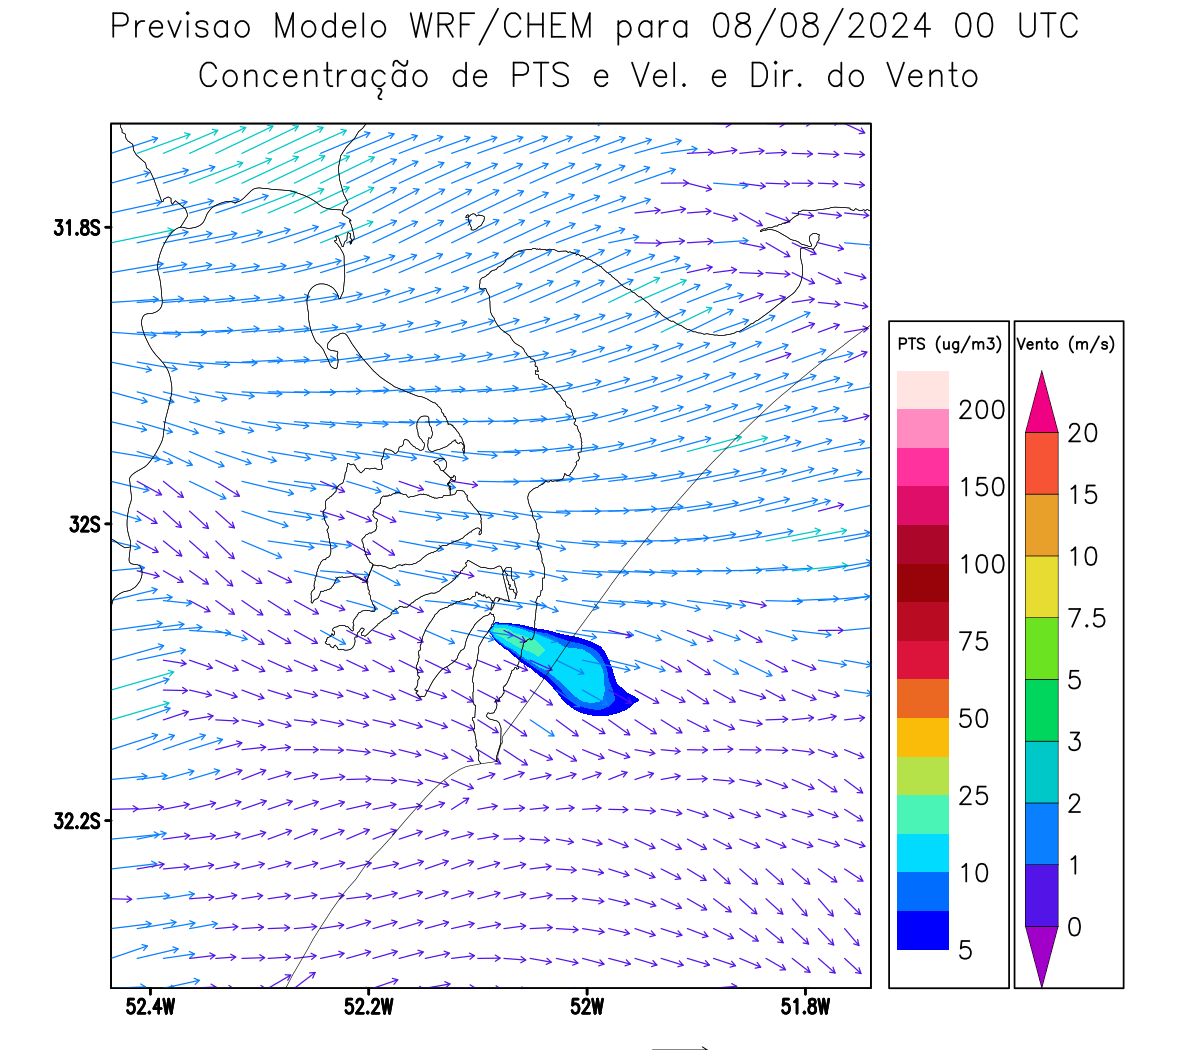 Previsao Modelo WRF/CHEM para 08/08/2024 00 UTC
Concentração de PTS e Vel. e Dir. do Vento
31.8S
32S
32.2S
52.4W
52.2W
52W
51.8W
PTS (ug/m3)
200
150
100
75
50
25
10
5
Vento (m/s)
20
15
10
7.5
5
3
2
1
0